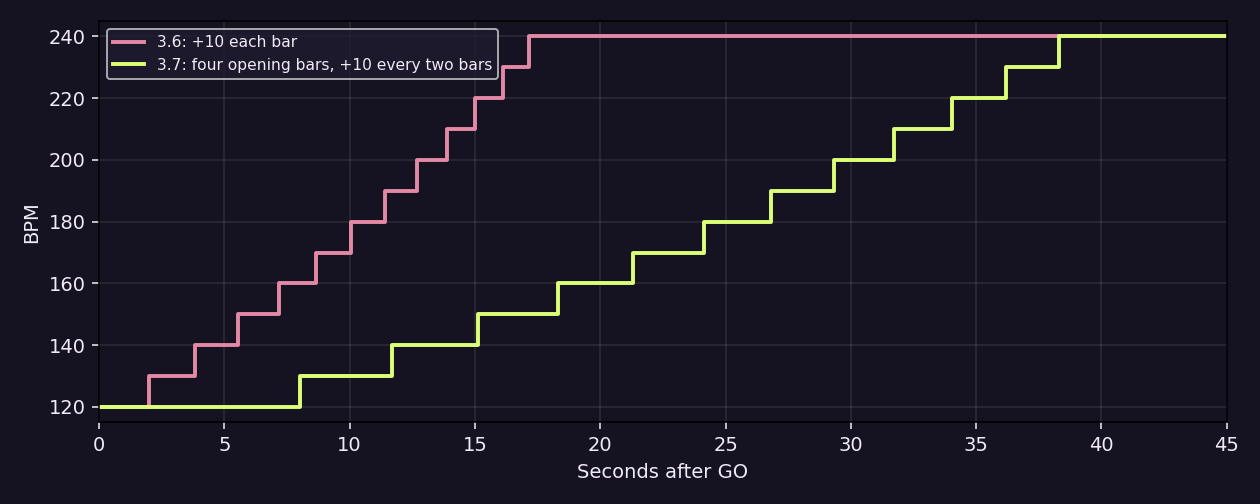 240
220
200
180
160
140
120
BPM
3.6: +10 each bar
3.7: four opening bars, +10 every two bars
0 5 10 15 20 25 30 35 40 45
Seconds after GO